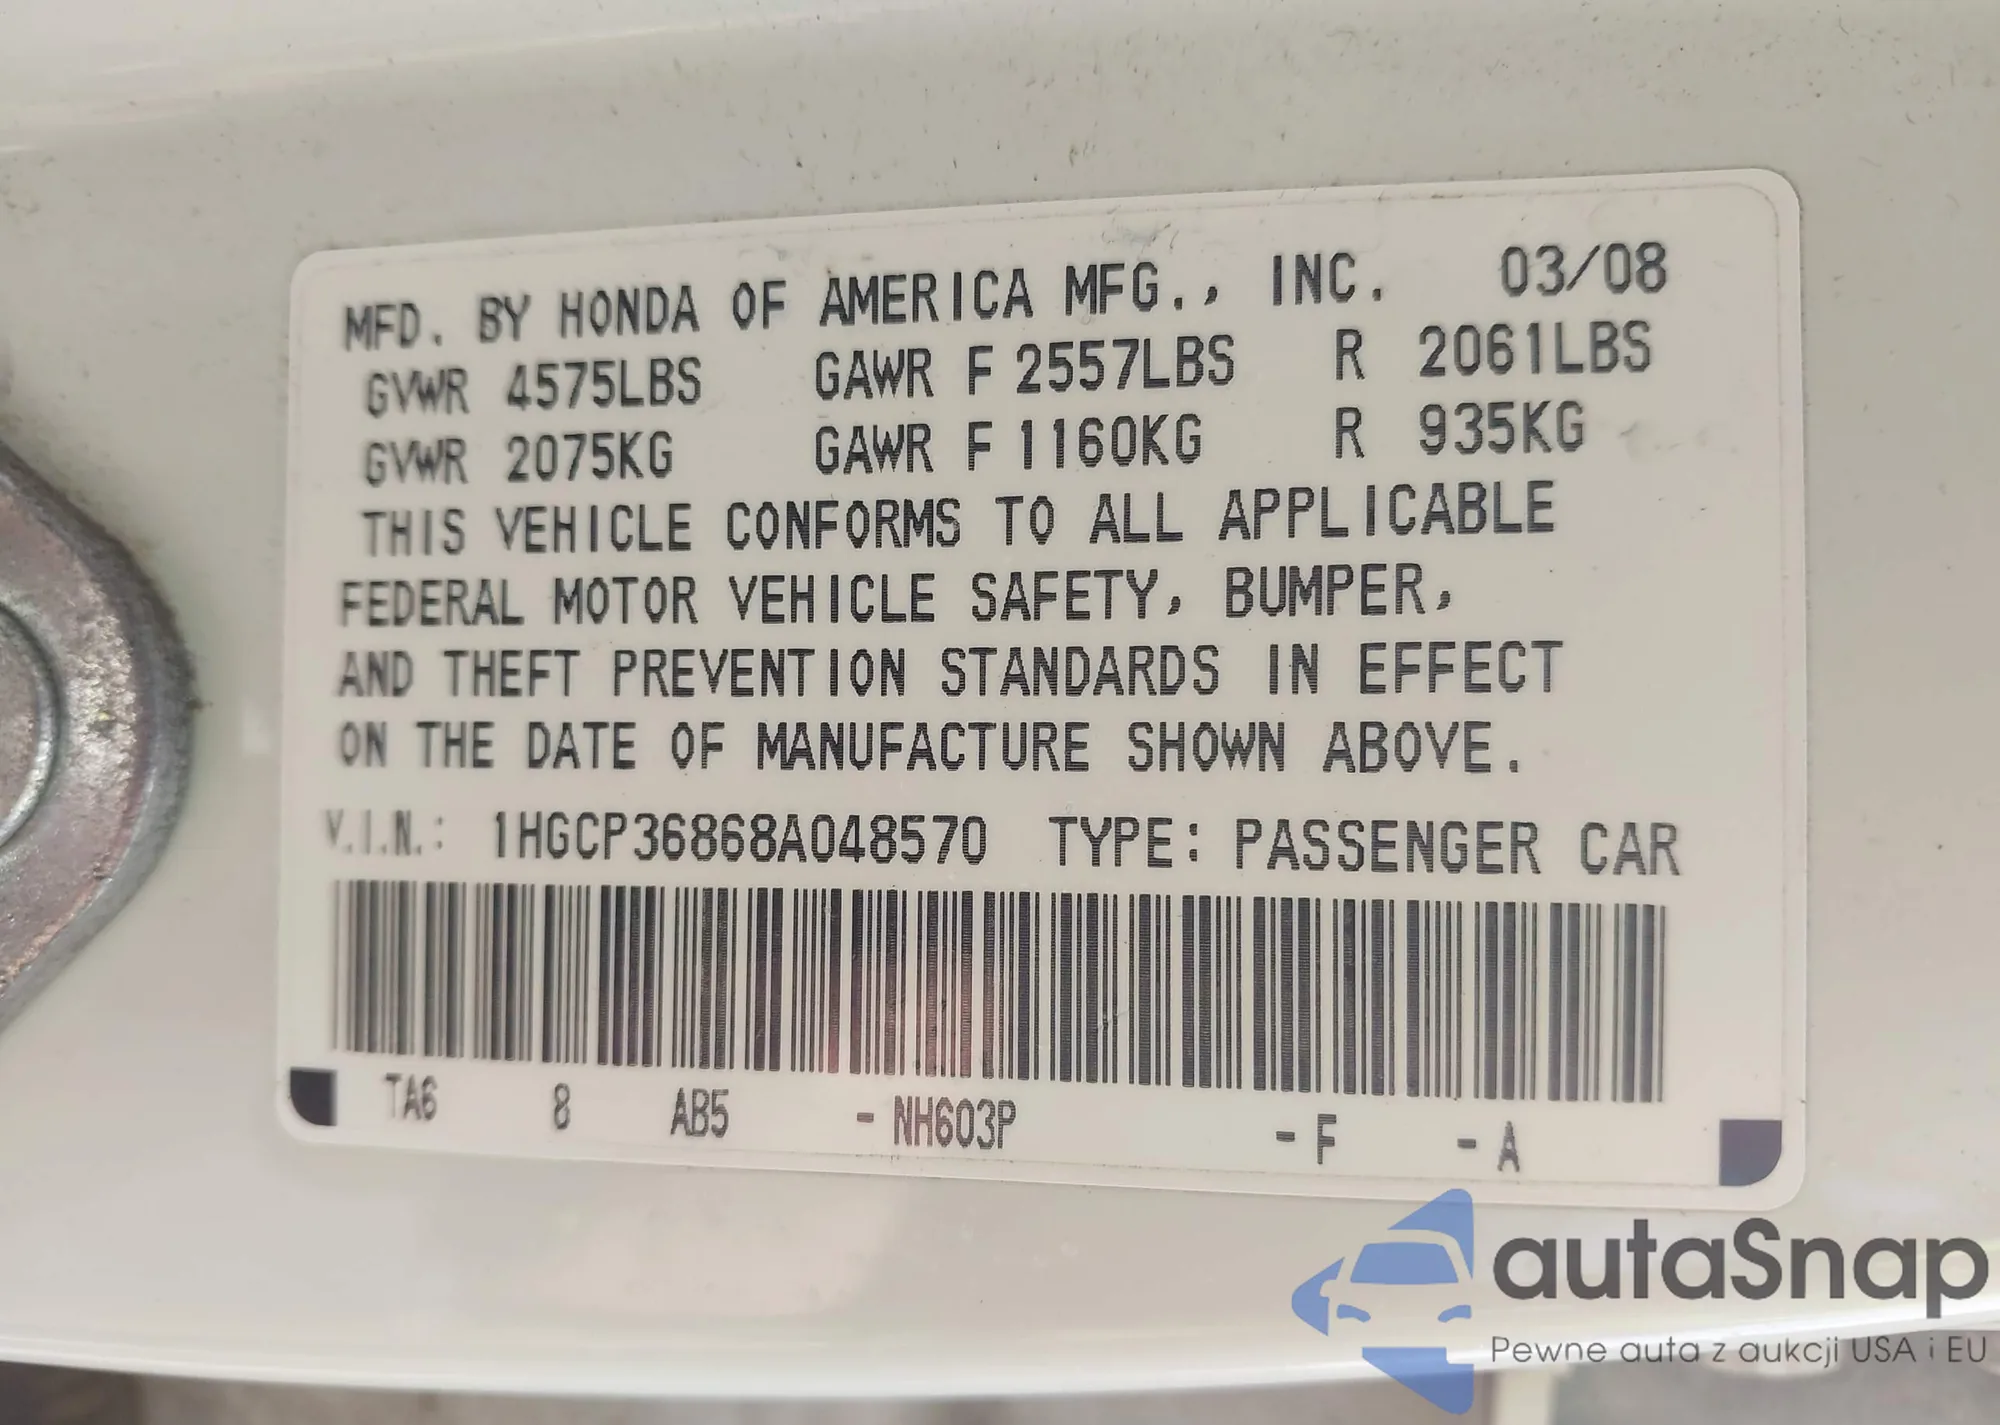 MFD. BY HONDA OF AMERICA MFG., INC. 03/08
GVWR 4575LBS GAWR F 2557LBS R 2061LBS
GVWR 2075KG GAWR F 1160KG R 935KG
THIS VEHICLE CONFORMS TO ALL APPLICABLE
FEDERAL MOTOR VEHICLE SAFETY, BUMPER,
AND THEFT PREVENTION STANDARDS IN EFFECT
ON THE DATE OF MANUFACTURE SHOWN ABOVE.
V.I.N.: 1HGCP36868A048570 TYPE: PASSENGER CAR
TA6 8 AB5 - NH603P - F - A
autaSnap
Pewne auta z aukcji USA i EU